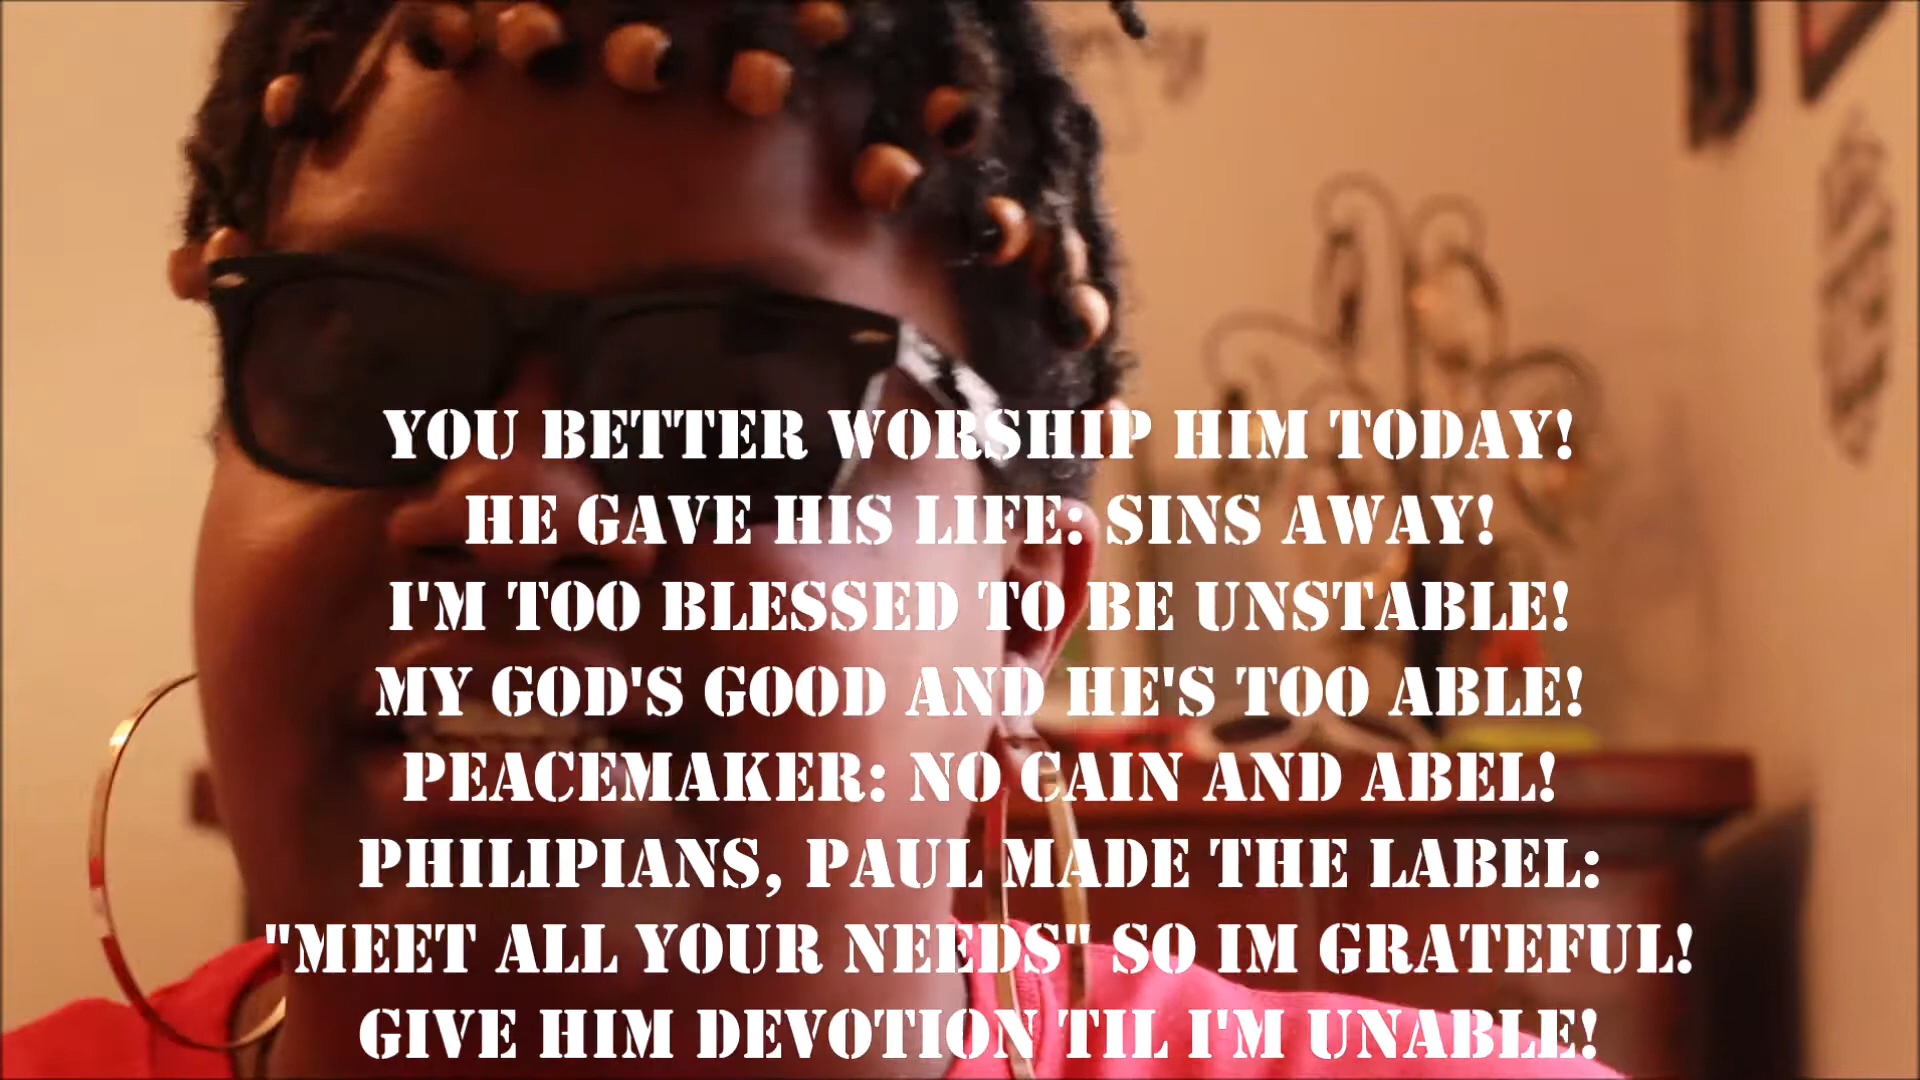 YOU BETTER WORSHIP HIM TODAY!
HE GAVE HIS LIFE: SINS AWAY!
I'M TOO BLESSED TO BE UNSTABLE!
MY GOD'S GOOD AND HE'S TOO ABLE!
PEACEMAKER: NO CAIN AND ABEL!
PHILIPIANS, PAUL MADE THE LABEL:
"MEET ALL YOUR NEEDS" SO IM GRATEFUL!
GIVE HIM DEVOTION TIL I'M UNABLE!